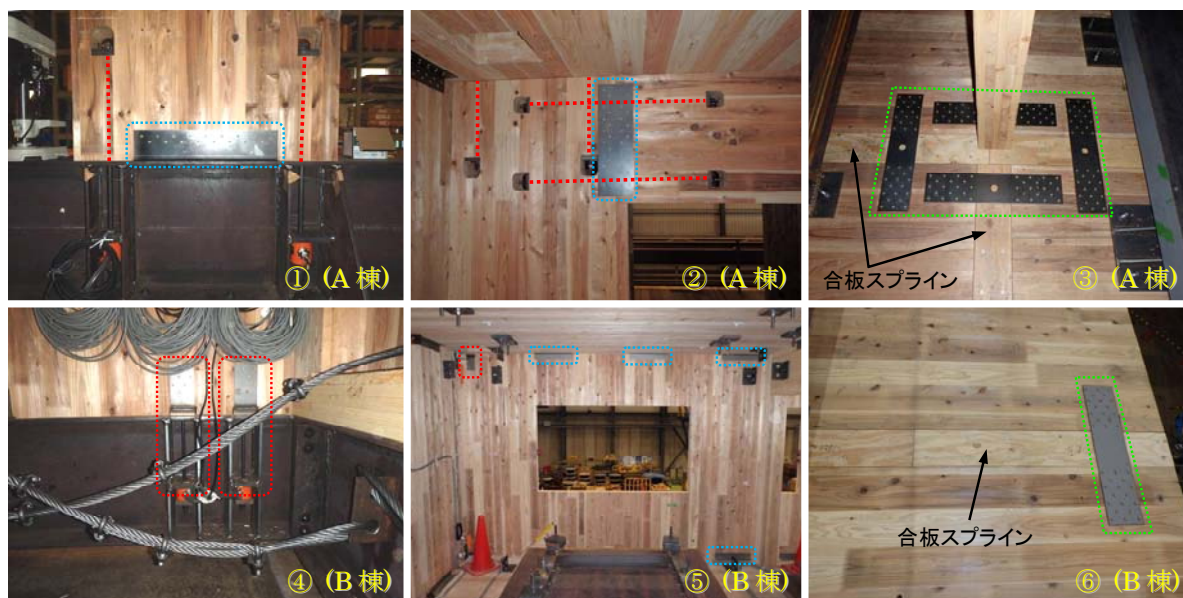 ① (A 棟)
② (A 棟)
合板スプライン
③ (A 棟)
④ (B 棟)
⑤ (B 棟)
合板スプライン
⑥ (B 棟)